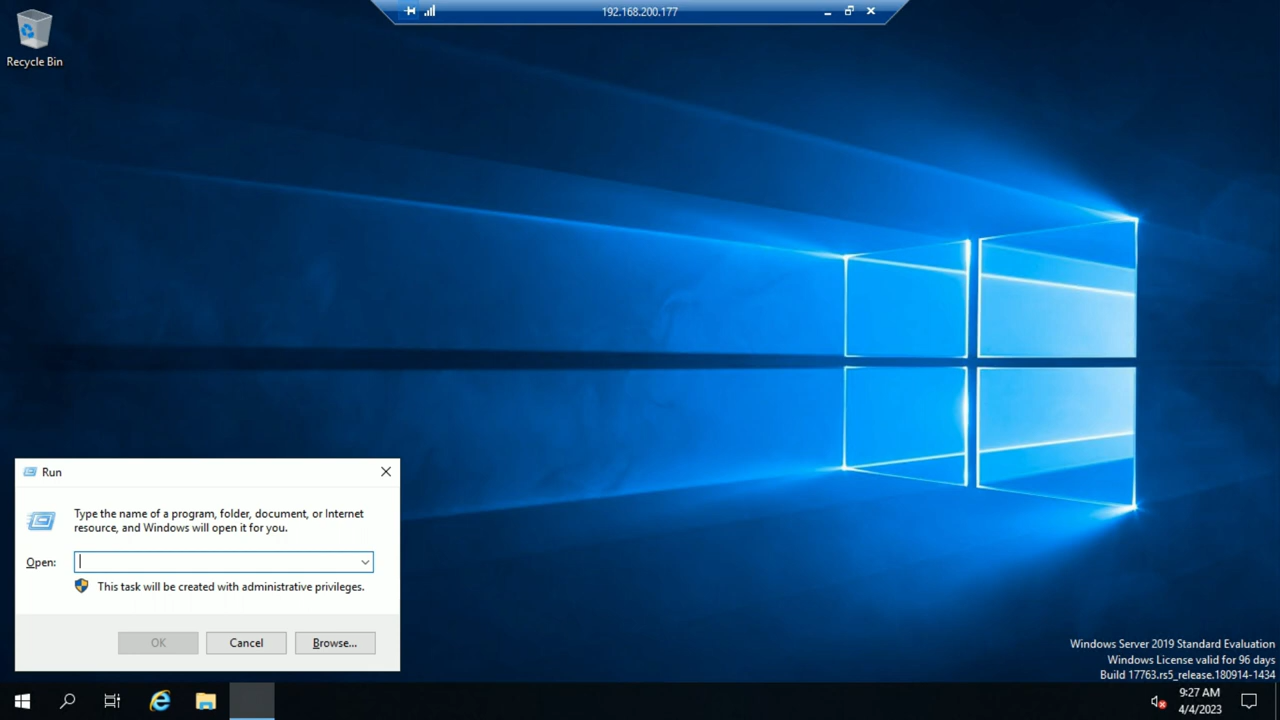 192.168.200.177
Recycle Bin
Run
Type the name of a program, folder, document, or Internet
resource, and Windows will open it for you.
Open:
This task will be created with administrative privileges.
OK
Cancel
Browse...
Windows Server 2019 Standard Evaluation
Windows License valid for 96 days
Build 17763.rs5_release.180914-1434
9:27 AM
4/4/2023